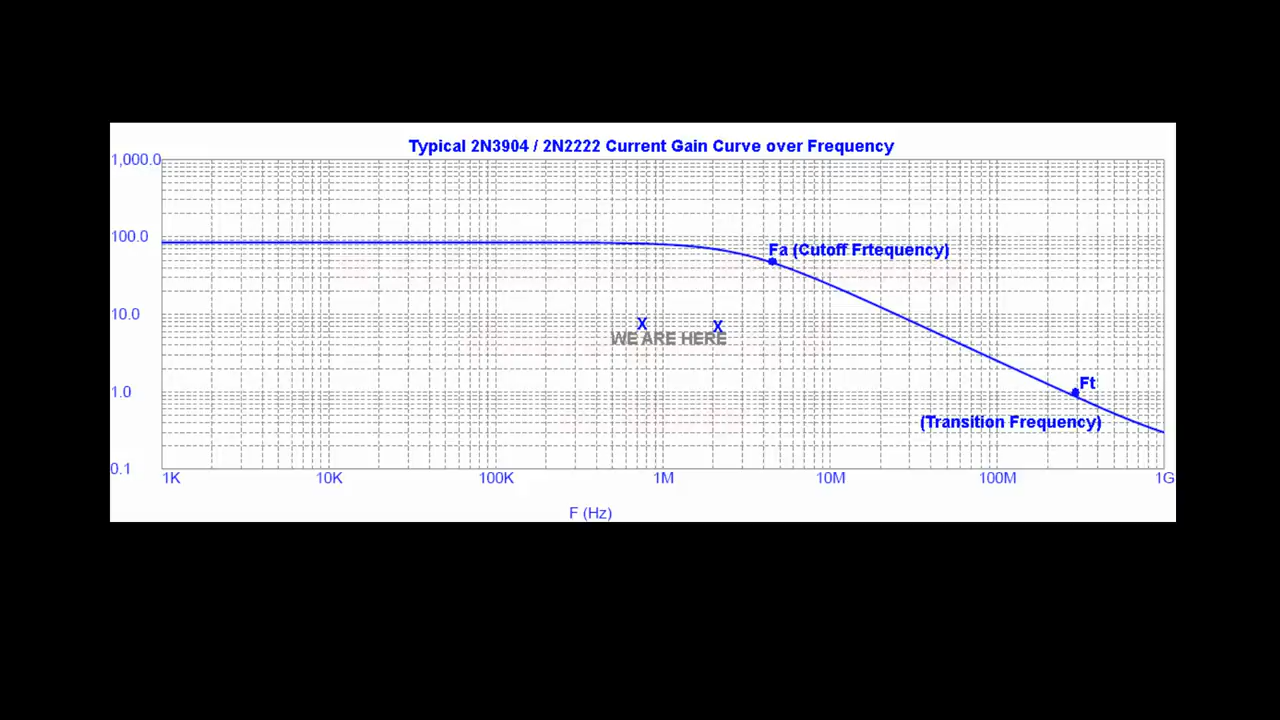 Typical 2N3904 / 2N2222 Current Gain Curve over Frequency
1,000.0
100.0
Fa (Cutoff Frtequency)
10.0
X X
WE ARE HERE
1.0
Ft
(Transition Frequency)
0.1
1K 10K 100K 1M 10M 100M 1G
F (Hz)